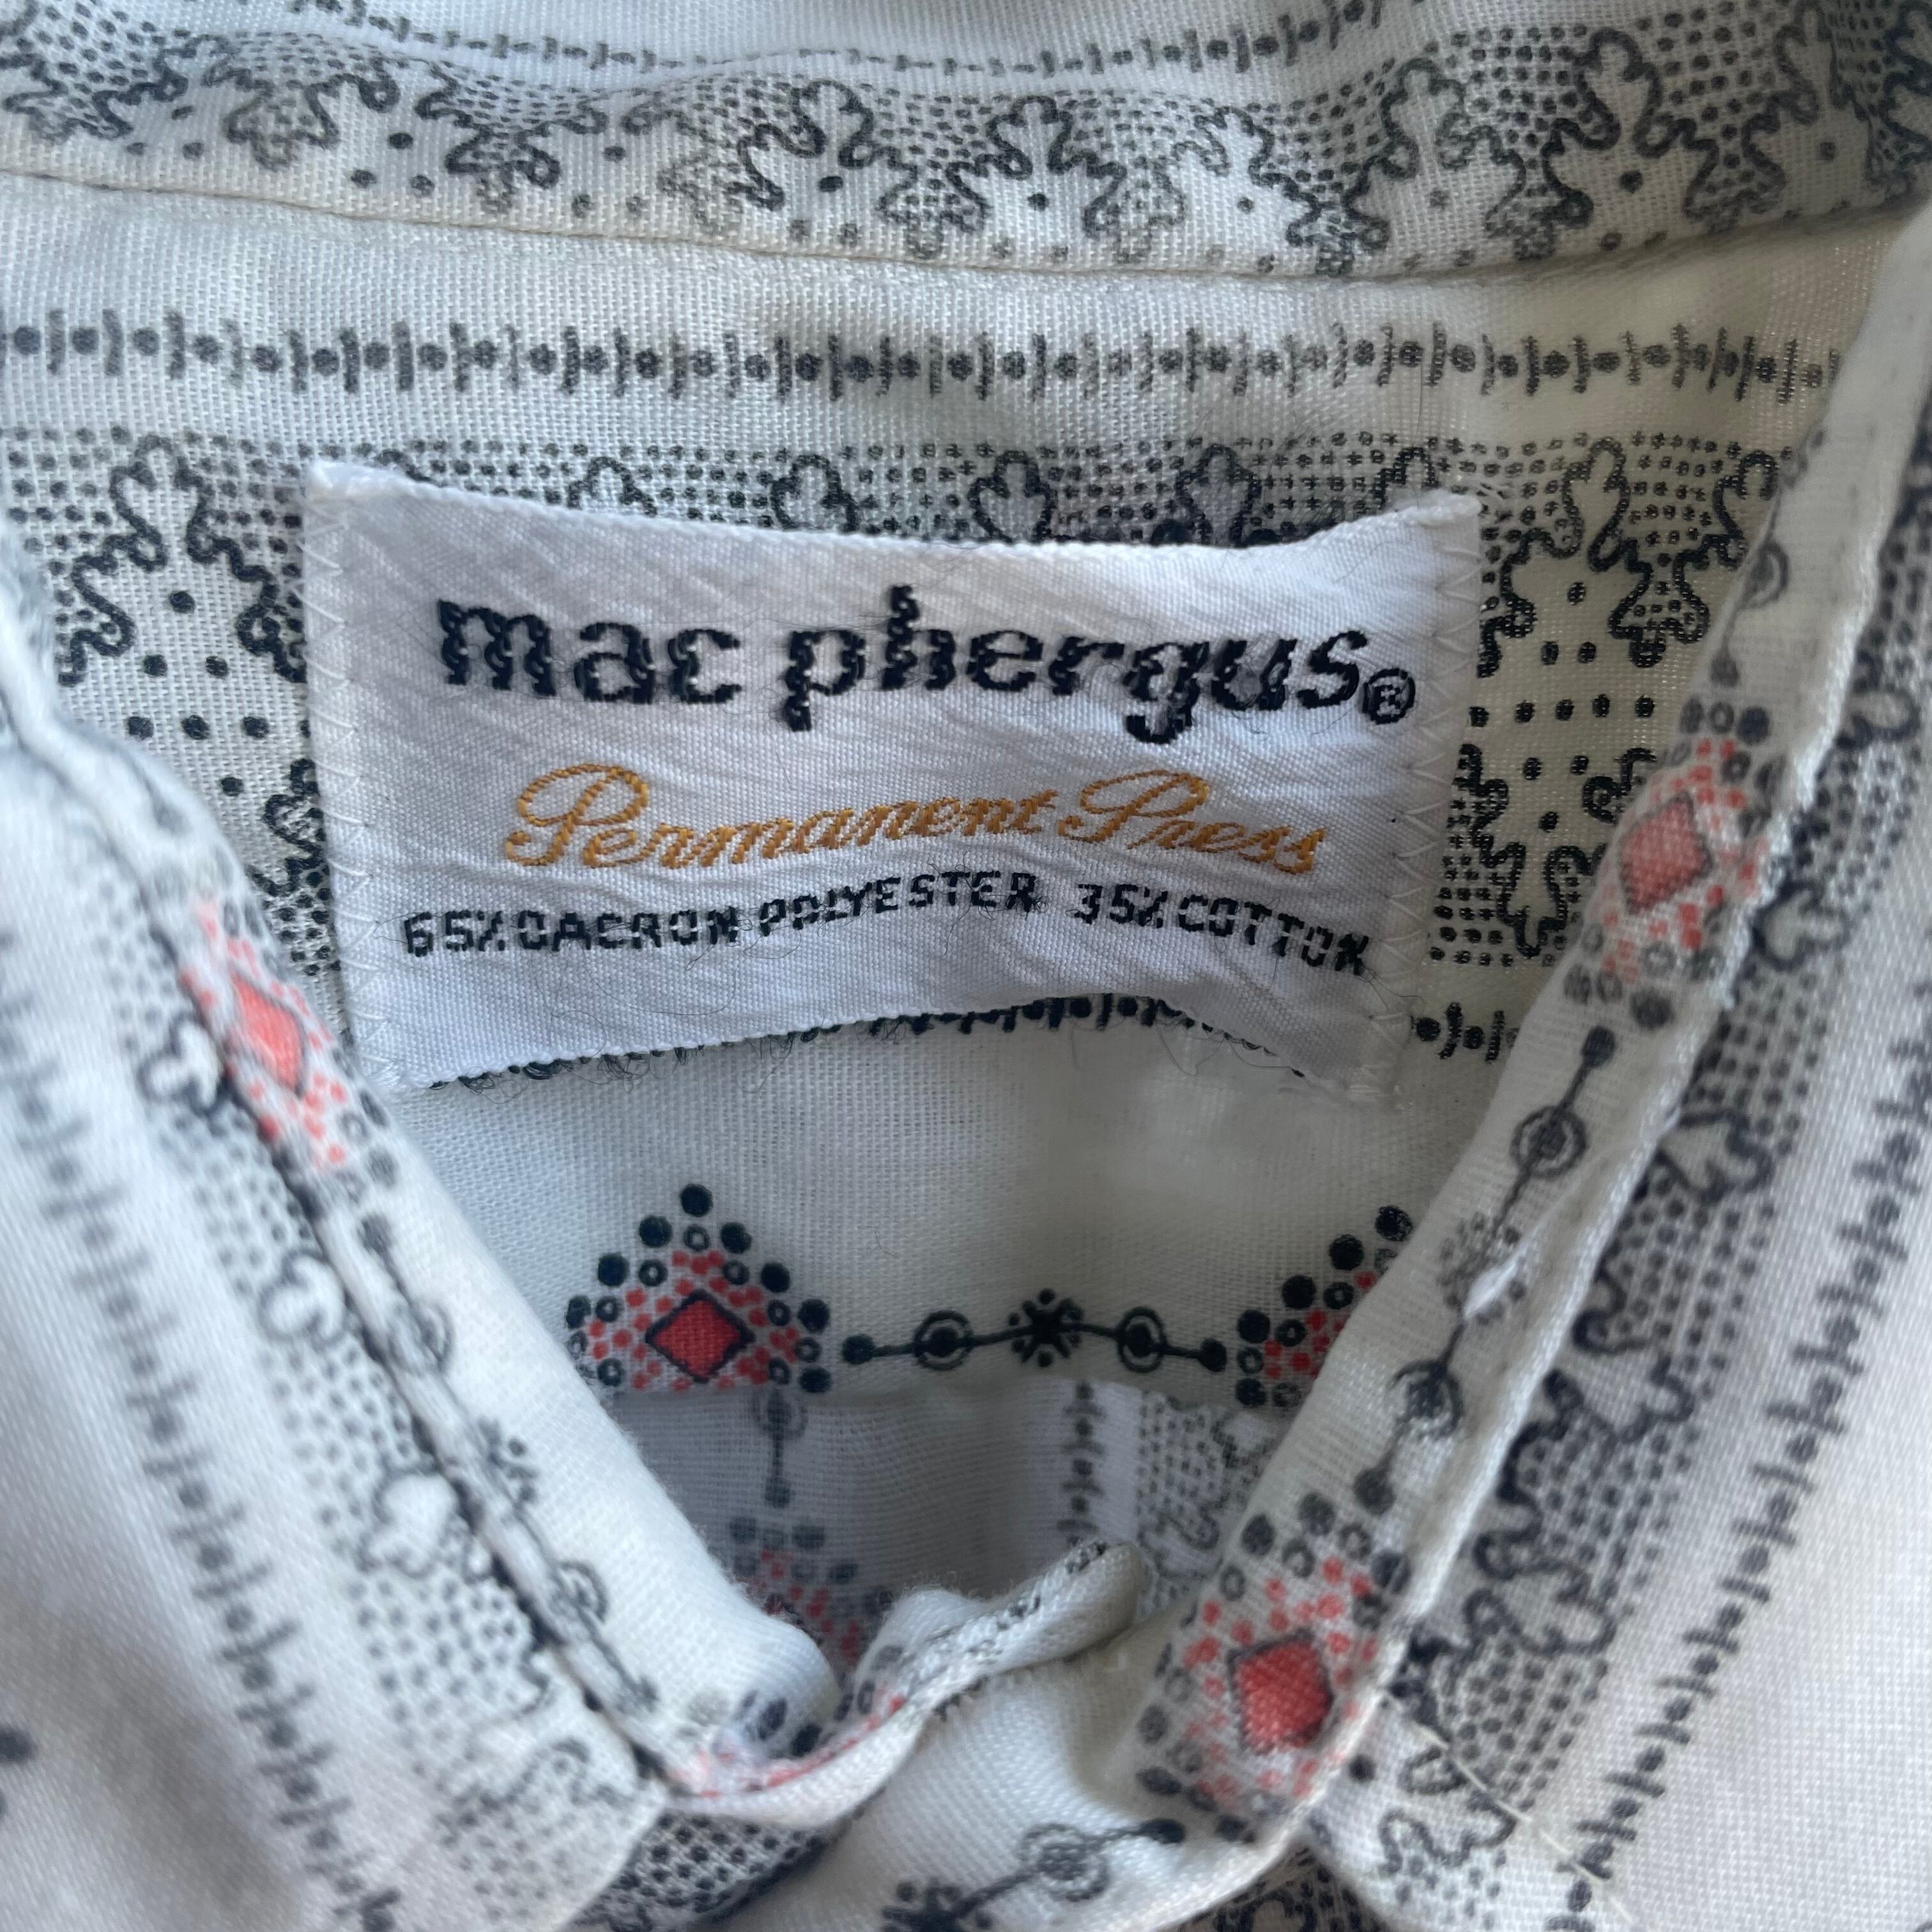 mac phergus®
Permanent Press
65% DACRON POLYESTER 35% COTTON